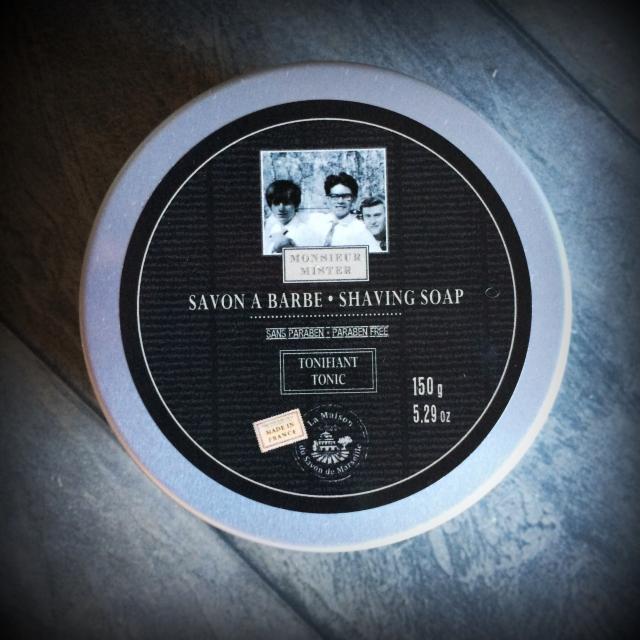 MONSIEUR
MISTER
SAVON A BARBE • SHAVING SOAP
SANS PARABEN - PARABEN FREE
TONIFIANT
TONIC
150 g
5.29 oz
MADE IN
FRANCE
La Maison
du Savon de Marseille